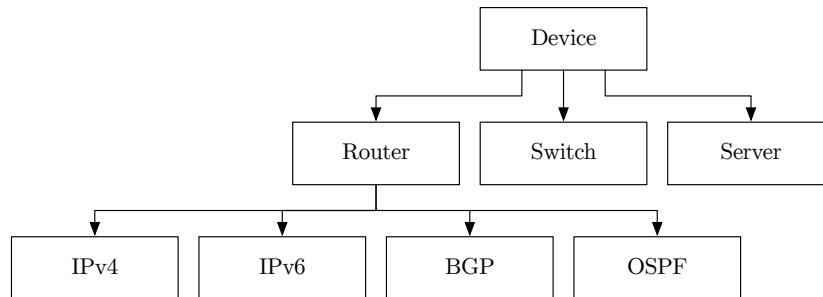 Device
Router
Switch
Server
IPv4
IPv6
BGP
OSPF